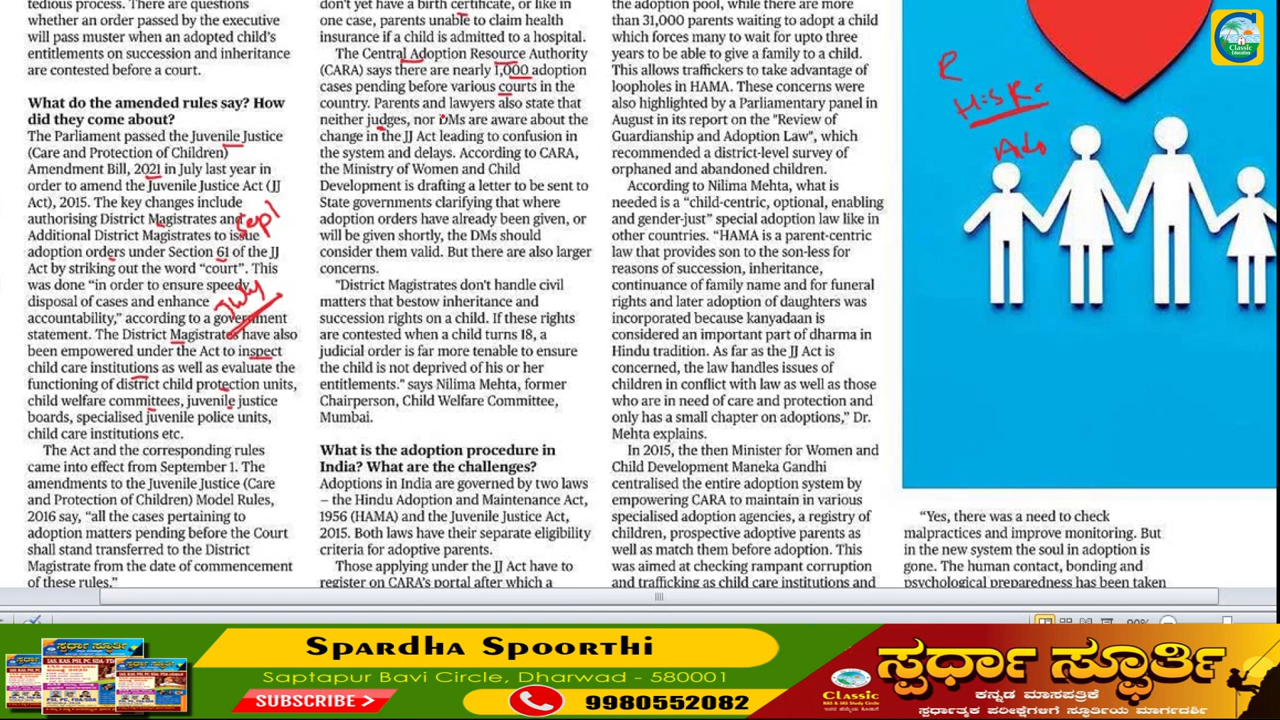 tedious process. There are questions
whether an order passed by the executive
will pass muster when an adopted child's
entitlements on succession and inheritance
are contested before a court.
What do the amended rules say? How
did they come about?
The Parliament passed the Juvenile Justice
(Care and Protection of Children)
Amendment Bill, 2021 in July last year in
order to amend the Juvenile Justice Act (JJ
Act), 2015. The key changes include
authorising District Magistrates and
Additional District Magistrates to issue
adoption orders under Section 61 of the JJ
Act by striking out the word “court”. This
was done “in order to ensure speedy
disposal of cases and enhance
accountability,” according to a government
statement. The District Magistrates have also
been empowered under the Act to inspect
child care institutions as well as evaluate the
functioning of district child protection units,
child welfare committees, juvenile justice
boards, specialised juvenile police units,
child care institutions etc.
The Act and the corresponding rules
came into effect from September 1. The
amendments to the Juvenile Justice (Care
and Protection of Children) Model Rules,
2016 say, “all the cases pertaining to
adoption matters pending before the Court
shall stand transferred to the District
Magistrate from the date of commencement
of these rules.”
Sep 1
July
don't yet have a birth certificate, or like in
one case, parents unable to claim health
insurance if a child is admitted to a hospital.
The Central Adoption Resource Authority
(CARA) says there are nearly 1,000 adoption
cases pending before various courts in the
country. Parents and lawyers also state that
neither judges, nor DMs are aware about the
change in the JJ Act leading to confusion in
the system and delays. According to CARA,
the Ministry of Women and Child
Development is drafting a letter to be sent to
State governments clarifying that where
adoption orders have already been given, or
will be given shortly, the DMs should
consider them valid. But there are also larger
concerns.
"District Magistrates don't handle civil
matters that bestow inheritance and
succession rights on a child. If these rights
are contested when a child turns 18, a
judicial order is far more tenable to ensure
the child is not deprived of his or her
entitlements." says Nilima Mehta, former
Chairperson, Child Welfare Committee,
Mumbai.
What is the adoption procedure in
India? What are the challenges?
Adoptions in India are governed by two laws
– the Hindu Adoption and Maintenance Act,
1956 (HAMA) and the Juvenile Justice Act,
2015. Both laws have their separate eligibility
criteria for adoptive parents.
Those applying under the JJ Act have to
register on CARA's portal after which a
the adoption pool, while there are more
than 31,000 parents waiting to adopt a child
which forces many to wait for upto three
years to be able to give a family to a child.
This allows traffickers to take advantage of
loopholes in HAMA. These concerns were
also highlighted by a Parliamentary panel in
August in its report on the "Review of
Guardianship and Adoption Law", which
recommended a district-level survey of
orphaned and abandoned children.
According to Nilima Mehta, what is
needed is a “child-centric, optional, enabling
and gender-just” special adoption law like in
other countries. “HAMA is a parent-centric
law that provides son to the son-less for
reasons of succession, inheritance,
continuance of family name and for funeral
rights and later adoption of daughters was
incorporated because kanyadaan is
considered an important part of dharma in
Hindu tradition. As far as the JJ Act is
concerned, the law handles issues of
children in conflict with law as well as those
who are in need of care and protection and
only has a small chapter on adoptions,” Dr.
Mehta explains.
In 2015, the then Minister for Women and
Child Development Maneka Gandhi
centralised the entire adoption system by
empowering CARA to maintain in various
specialised adoption agencies, a registry of
children, prospective adoptive parents as
well as match them before adoption. This
was aimed at checking rampant corruption
and trafficking as child care institutions and
R
Ado
Classic
Education
“Yes, there was a need to check
malpractices and improve monitoring. But
in the new system the soul in adoption is
gone. The human contact, bonding and
psychological preparedness has been taken
90%
Spardha Spoorthi
Saptapur Bavi Circle, Dharwad - 580001
SUBSCRIBE
9980552082
ಸ್ಪರ್ಧಾ ಸ್ಫೂರ್ತಿ
ಕನ್ನಡ ಮಾಸಪತ್ರಿಕೆ
ಸ್ಪರ್ಧಾತ್ಮಕ ಪರೀಕ್ಷೆಗಳಿಗೆ ಸ್ಫೂರ್ತಿಯ ಮಾರ್ಗದರ್ಶಿ
Classic
KAS & IAS Study Circle